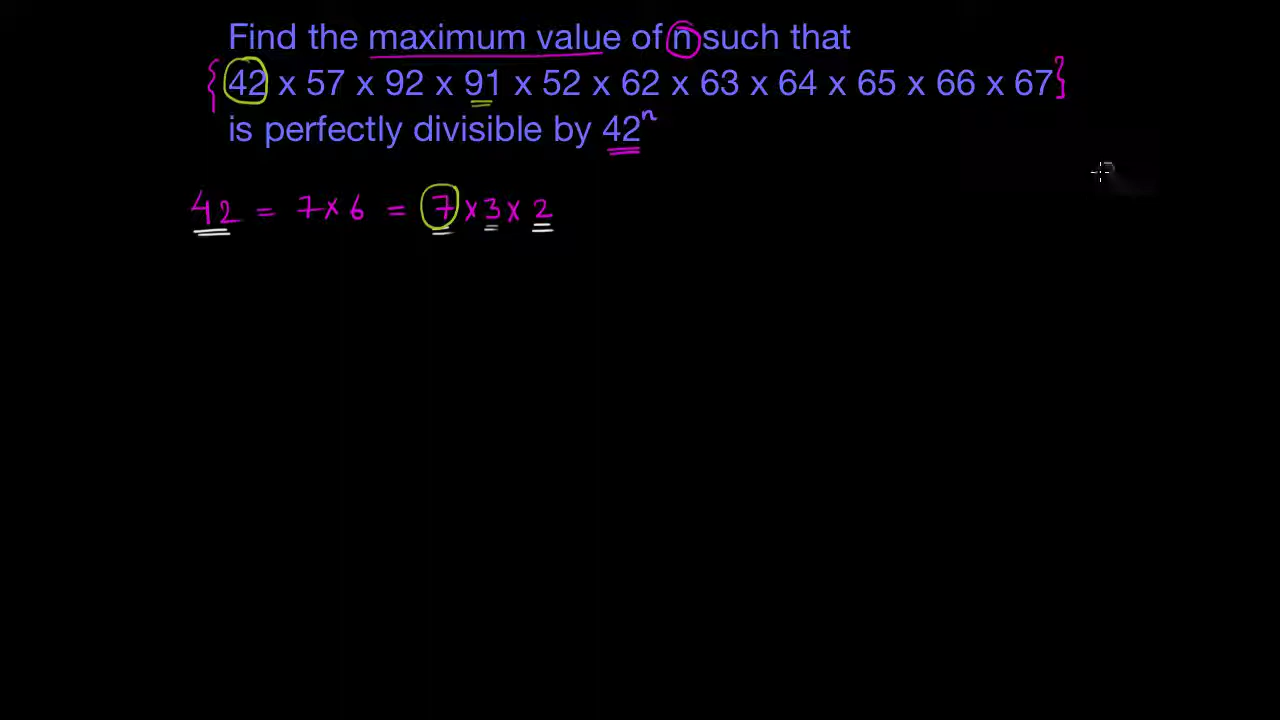 Find the maximum value of n such that
{42 x 57 x 92 x 91 x 52 x 62 x 63 x 64 x 65 x 66 x 67}
is perfectly divisible by 42ⁿ
42 = 7 x 6 = 7 x 3 x 2